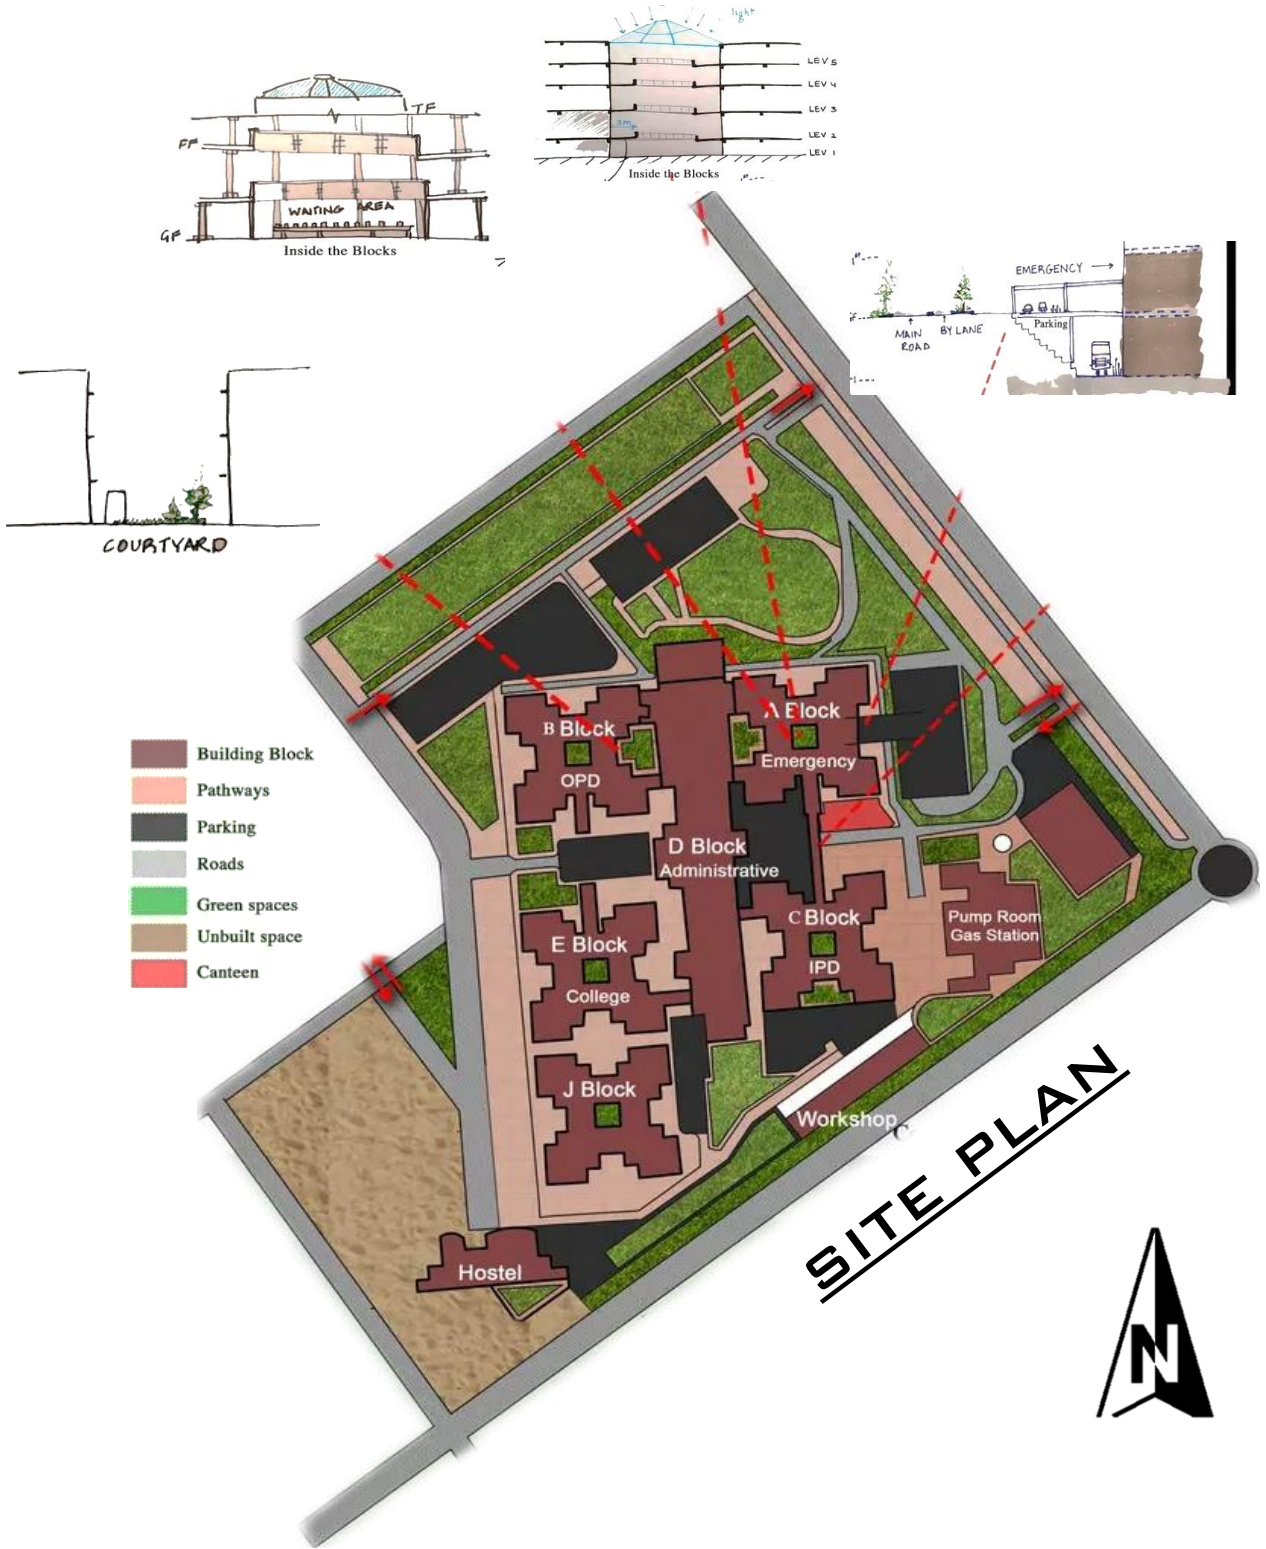 light
LEV 5
LEV 4
LEV 3
3m
LEV 2
LEV 1
Inside the Blocks
TF
FF
WAITING AREA
GF
Inside the Blocks
EMERGENCY
Parking
MAIN
ROAD
BY LANE
COURTYARD
A Block
Emergency
B Block
OPD
D Block
Administrative
C Block
IPD
Pump Room
Gas Station
E Block
College
J Block
Workshop
C
Hostel
Building Block
Pathways
Parking
Roads
Green spaces
Unbuilt space
Canteen
SITE PLAN
N